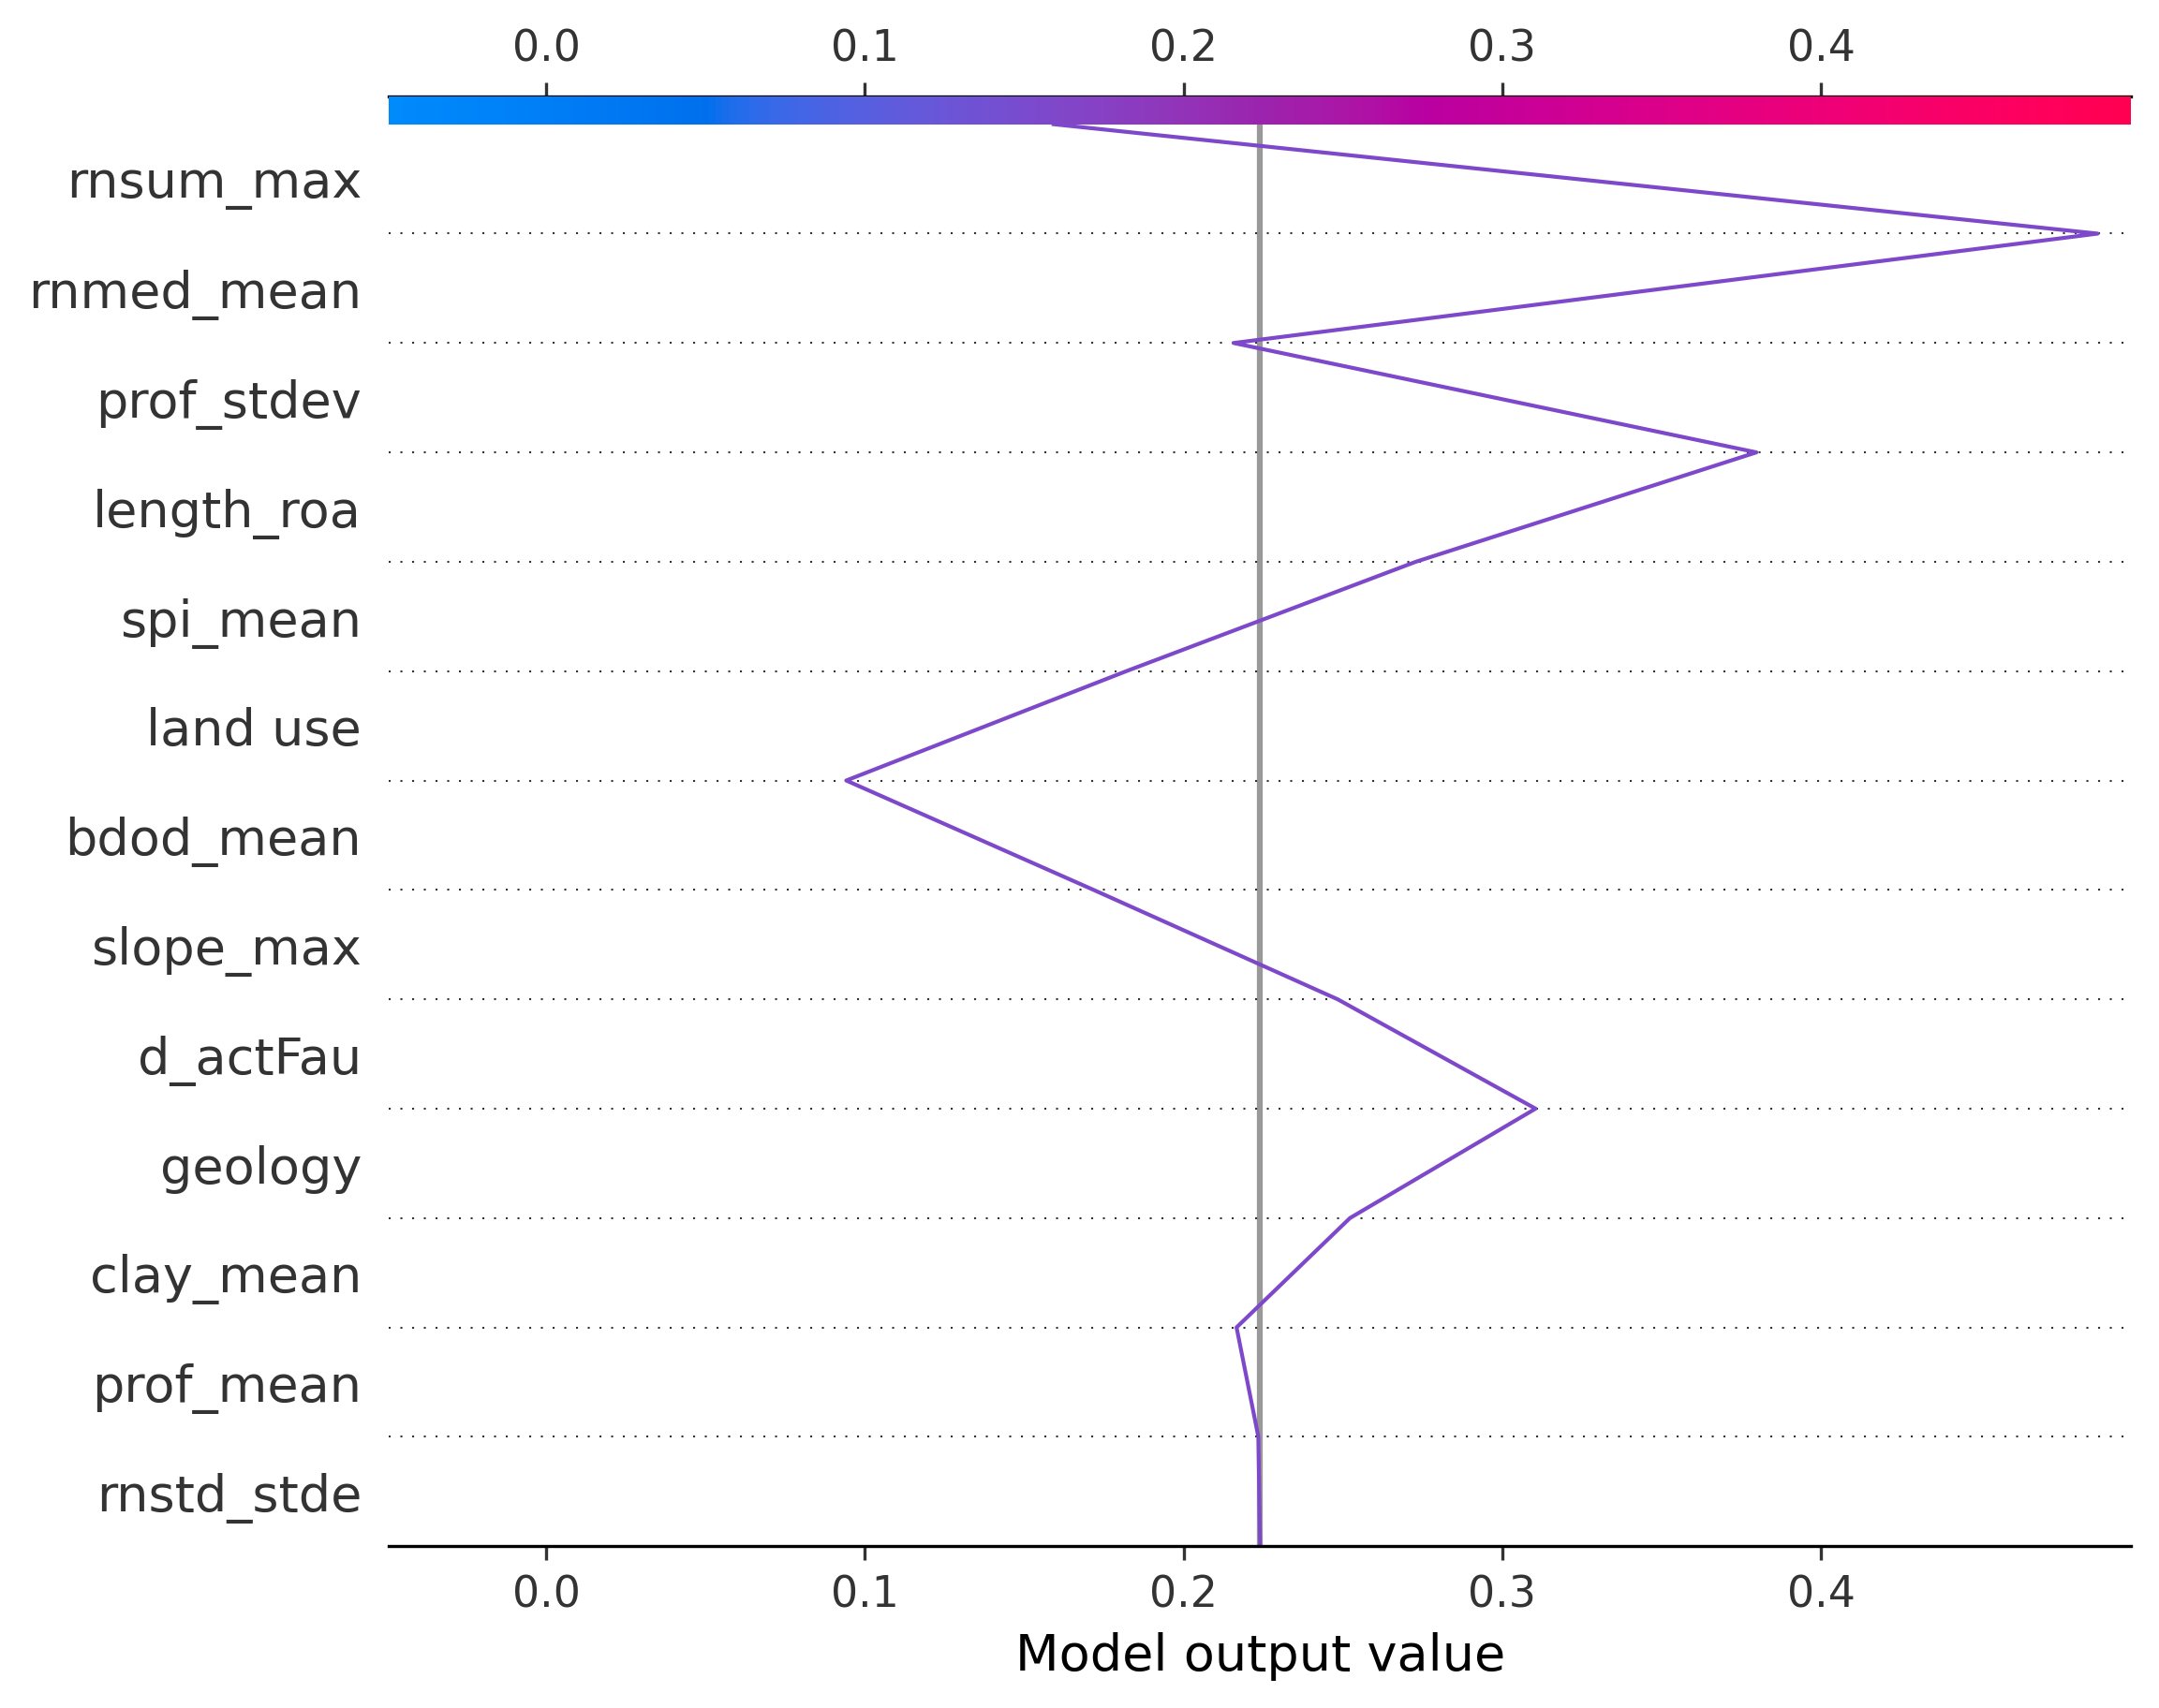 0.0 0.1 0.2 0.3 0.4
rnsum_max
rnmed_mean
prof_stdev
length_roa
spi_mean
land use
bdod_mean
slope_max
d_actFau
geology
clay_mean
prof_mean
rnstd_stde
0.0 0.1 0.2 0.3 0.4
Model output value